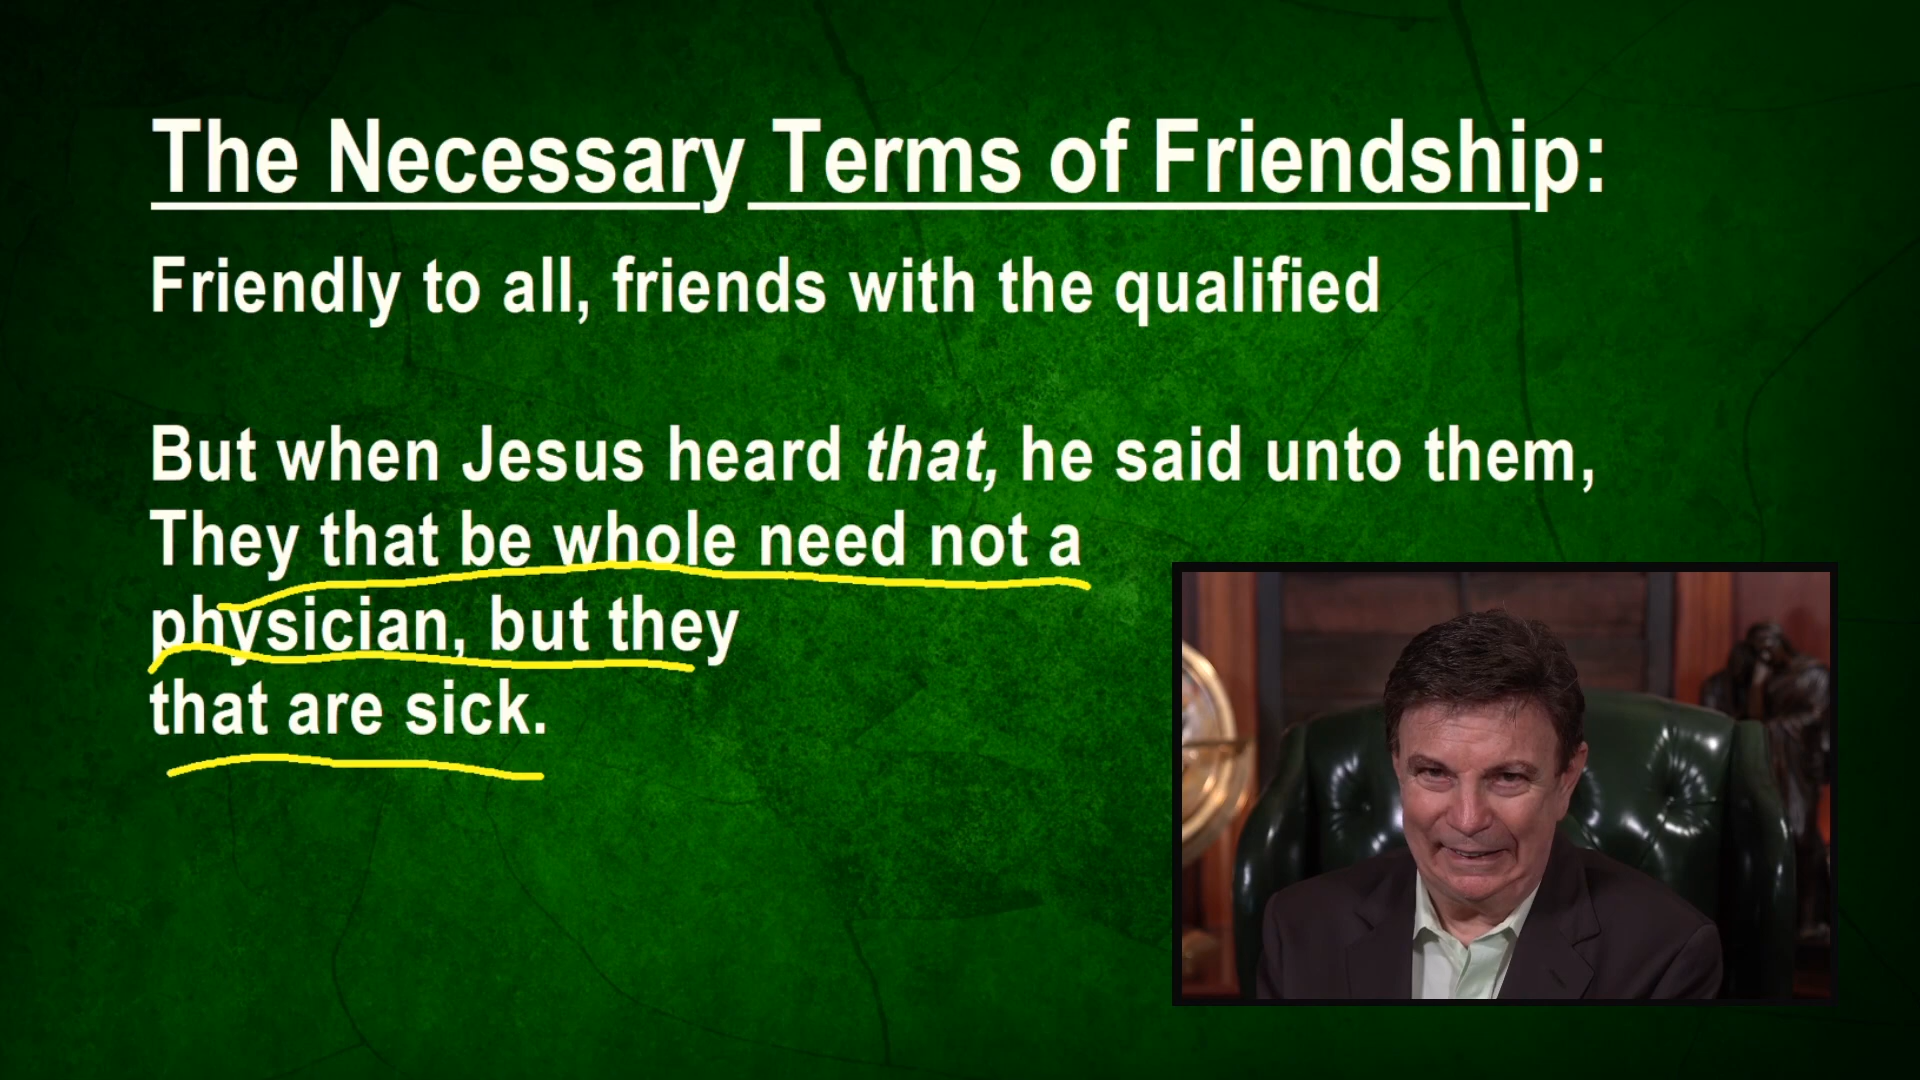 The Necessary Terms of Friendship:
Friendly to all, friends with the qualified
But when Jesus heard that, he said unto them,
They that be whole need not a
physician, but they
that are sick.